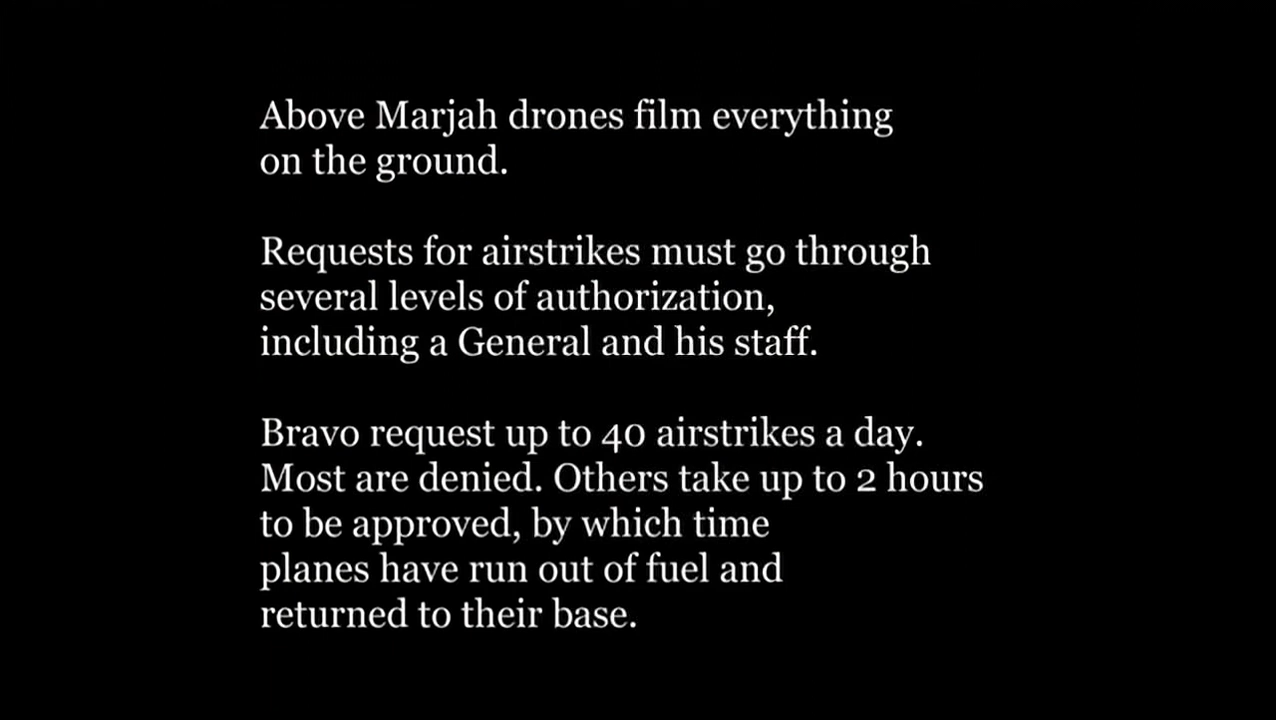 Above Marjah drones film everything
on the ground.
Requests for airstrikes must go through
several levels of authorization,
including a General and his staff.
Bravo request up to 40 airstrikes a day.
Most are denied. Others take up to 2 hours
to be approved, by which time
planes have run out of fuel and
returned to their base.